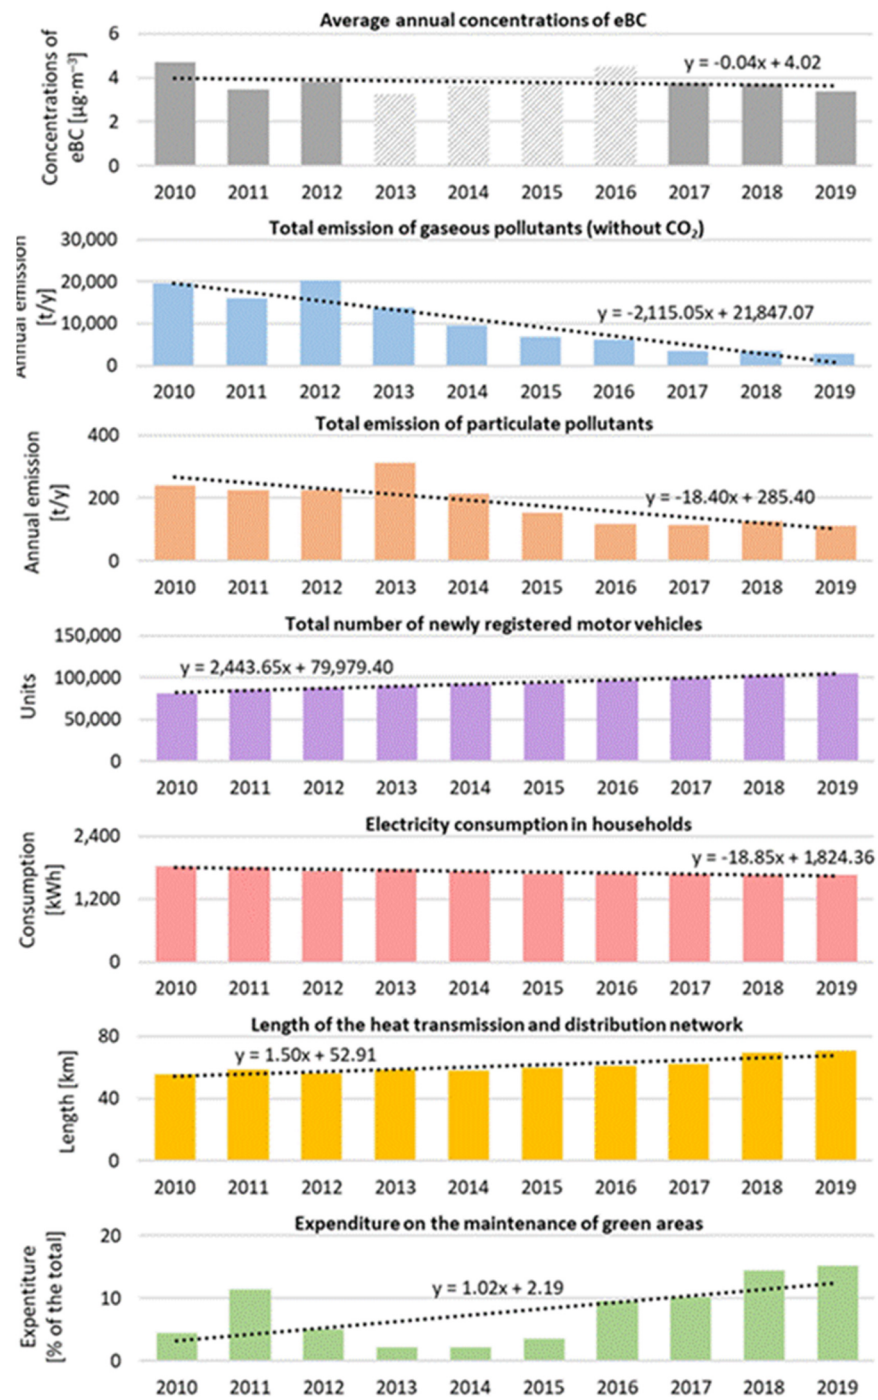 Average annual concentrations of eBC
Concentrations of
eBC [µg·m⁻³]
6
4
2
0
y = -0.04x + 4.02
2010 2011 2012 2013 2014 2015 2016 2017 2018 2019
Total emission of gaseous pollutants (without CO₂)
Annual emission
[t/y]
30,000
20,000
10,000
0
y = -2,115.05x + 21,847.07
2010 2011 2012 2013 2014 2015 2016 2017 2018 2019
Total emission of particulate pollutants
Annual emission
[t/y]
400
200
0
y = -18.40x + 285.40
2010 2011 2012 2013 2014 2015 2016 2017 2018 2019
Total number of newly registered motor vehicles
Units
150,000
100,000
50,000
0
y = 2,443.65x + 79,979.40
2010 2011 2012 2013 2014 2015 2016 2017 2018 2019
Electricity consumption in households
Consumption
[kWh]
2,400
1,200
0
y = -18.85x + 1,824.36
2010 2011 2012 2013 2014 2015 2016 2017 2018 2019
Length of the heat transmission and distribution network
Length [km]
80
40
0
y = 1.50x + 52.91
2010 2011 2012 2013 2014 2015 2016 2017 2018 2019
Expenditure on the maintenance of green areas
Expentiture
[% of the total]
20
10
0
y = 1.02x + 2.19
2010 2011 2012 2013 2014 2015 2016 2017 2018 2019